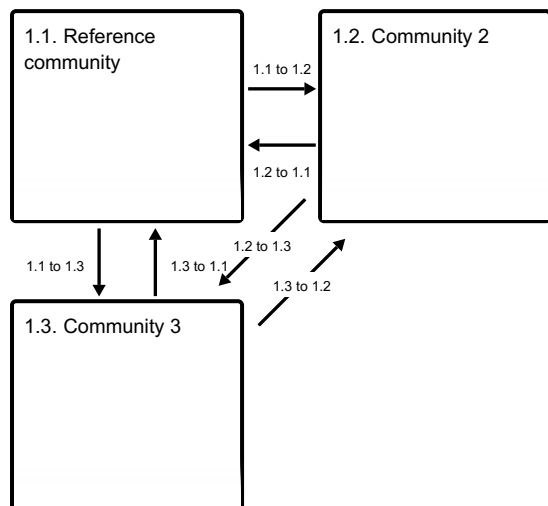 1.1. Reference
community
1.2. Community 2
1.1 to 1.2
1.2 to 1.1
1.2 to 1.3
1.1 to 1.3
1.3 to 1.1
1.3 to 1.2
1.3. Community 3